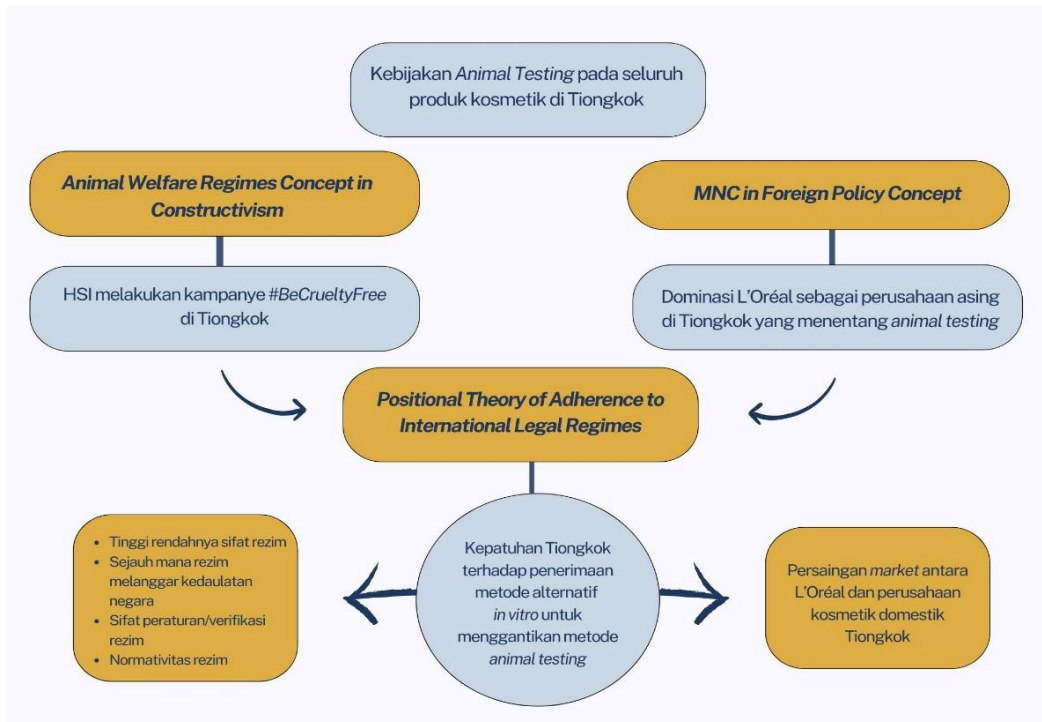 Kebijakan Animal Testing pada seluruh
produk kosmetik di Tiongkok
Animal Welfare Regimes Concept in
Constructivism
MNC in Foreign Policy Concept
HSI melakukan kampanye #BeCrueltyFree
di Tiongkok
Dominasi L'Oréal sebagai perusahaan asing
di Tiongkok yang menentang animal testing
Positional Theory of Adherence to
International Legal Regimes
• Tinggi rendahnya sifat rezim
• Sejauh mana rezim
melanggar kedaulatan
negara
• Sifat peraturan/verifikasi
rezim
• Normativitas rezim
Kepatuhan Tiongkok
terhadap penerimaan
metode alternatif
in vitro untuk
menggantikan metode
animal testing
Persaingan market antara
L'Oréal dan perusahaan
kosmetik domestik
Tiongkok